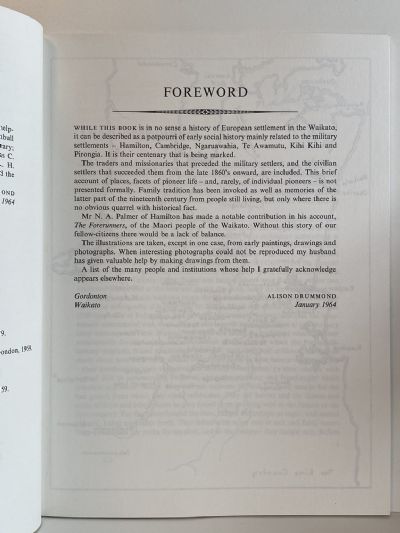 help-
FOREWORD
WHILE THIS BOOK is in no sense a history of European settlement in the Waikato,
it can be described as a potpourri of early social history mainly related to the military
settlements – Hamilton, Cambridge, Ngaruawahia, Te Awamutu, Kihi Kihi and
Pirongia. It is their centenary that is being marked.
The traders and missionaries that preceded the military settlers, and the civilian
settlers that succeeded them from the late 1860's onward, are included. This brief
account of places, facets of pioneer life – and, rarely, of individual pioneers – is not
presented formally. Family tradition has been invoked as well as memories of the
latter part of the nineteenth century from people still living, but only where there is
no obvious quarrel with historical fact.
Mr N. A. Palmer of Hamilton has made a notable contribution in his account,
The Forerunners, of the Maori people of the Waikato. Without this story of our
fellow-citizens there would be a lack of balance.
The illustrations are taken, except in one case, from early paintings, drawings and
photographs. When interesting photographs could not be reproduced my husband
has given valuable help by making drawings from them.
A list of the many people and institutions whose help I gratefully acknowledge
appears elsewhere.
Gordonton ALISON DRUMMOND
Waikato January 1964
s C.
. H.
d the
OND
1964
9.
ondon, 1969.
59.